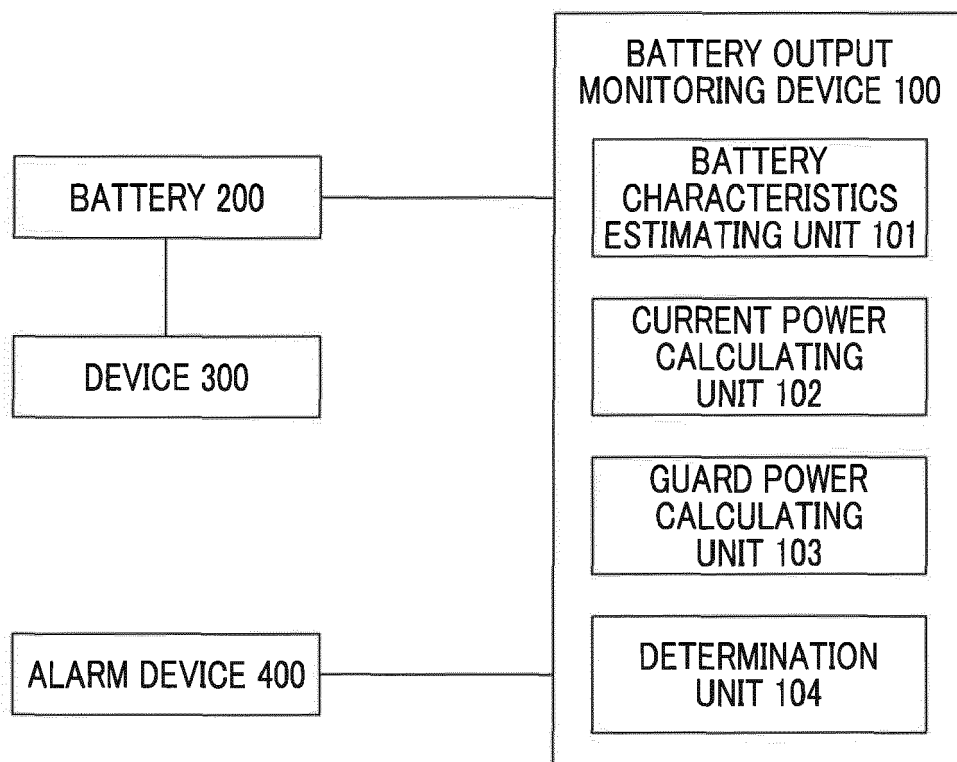 BATTERY OUTPUT
MONITORING DEVICE 100
BATTERY
CHARACTERISTICS
ESTIMATING UNIT 101
BATTERY 200
CURRENT POWER
CALCULATING
UNIT 102
DEVICE 300
GUARD POWER
CALCULATING
UNIT 103
ALARM DEVICE 400
DETERMINATION
UNIT 104